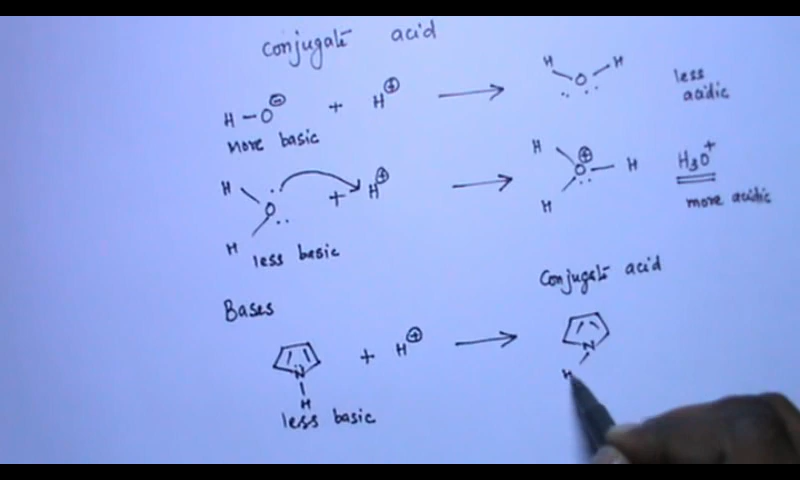 conjugate acid
H – O⊖ + H⊕ → H O H less acidic
More basic
H O H + H⊕ → H O⊕ H H H₃O⁺
more acidic
less basic
Conjugate acid
Bases
N H + H⊕ → N H
less basic